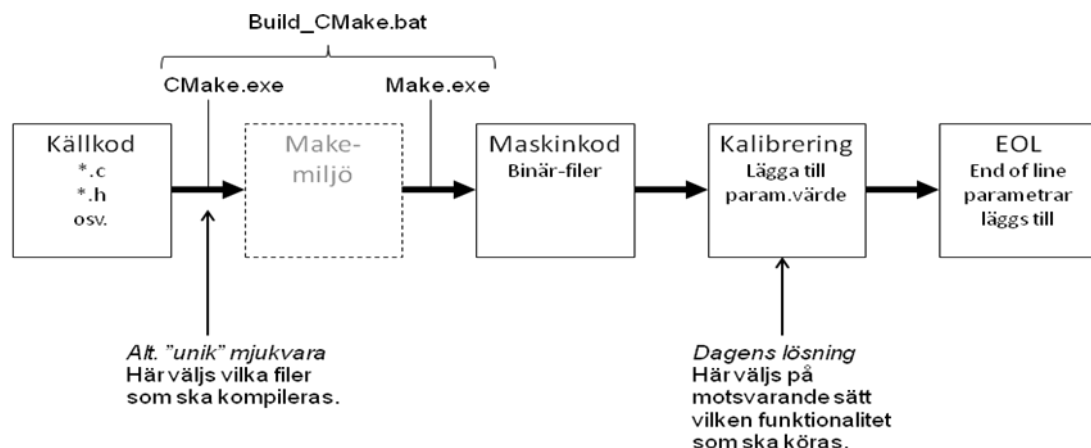 Build_CMake.bat
CMake.exe
Make.exe
Källkod
*.c
*.h
osv.
Make-
miljö
Maskinkod
Binär-filer
Kalibrering
Lägga till
param.värde
EOL
End of line
parametrar
läggs till
Alt. "unik" mjukvara
Här väljs vilka filer
som ska kompileras.
Dagens lösning
Här väljs på
motsvarande sätt
vilken funktionalitet
som ska köras.